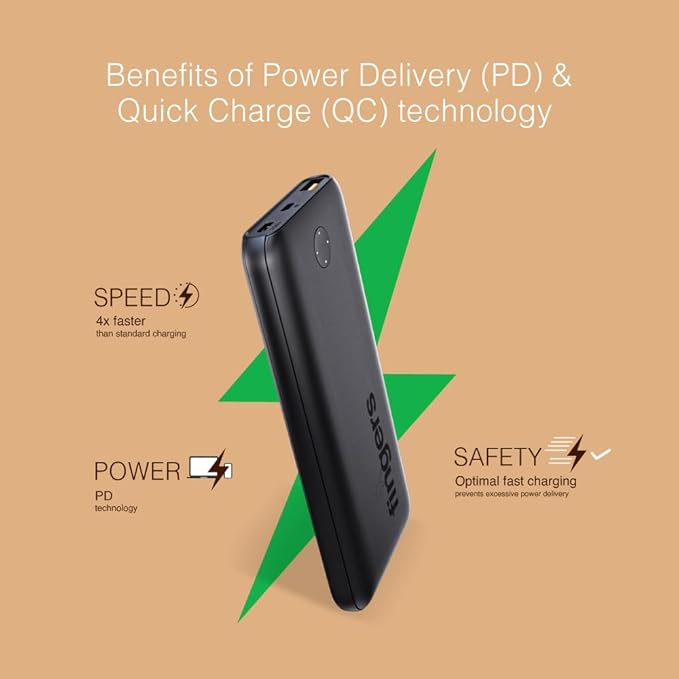 Benefits of Power Delivery (PD) &
Quick Charge (QC) technology
SPEED
4x faster
than standard charging
POWER
PD
technology
fingers
SAFETY
Optimal fast charging
prevents excessive power delivery